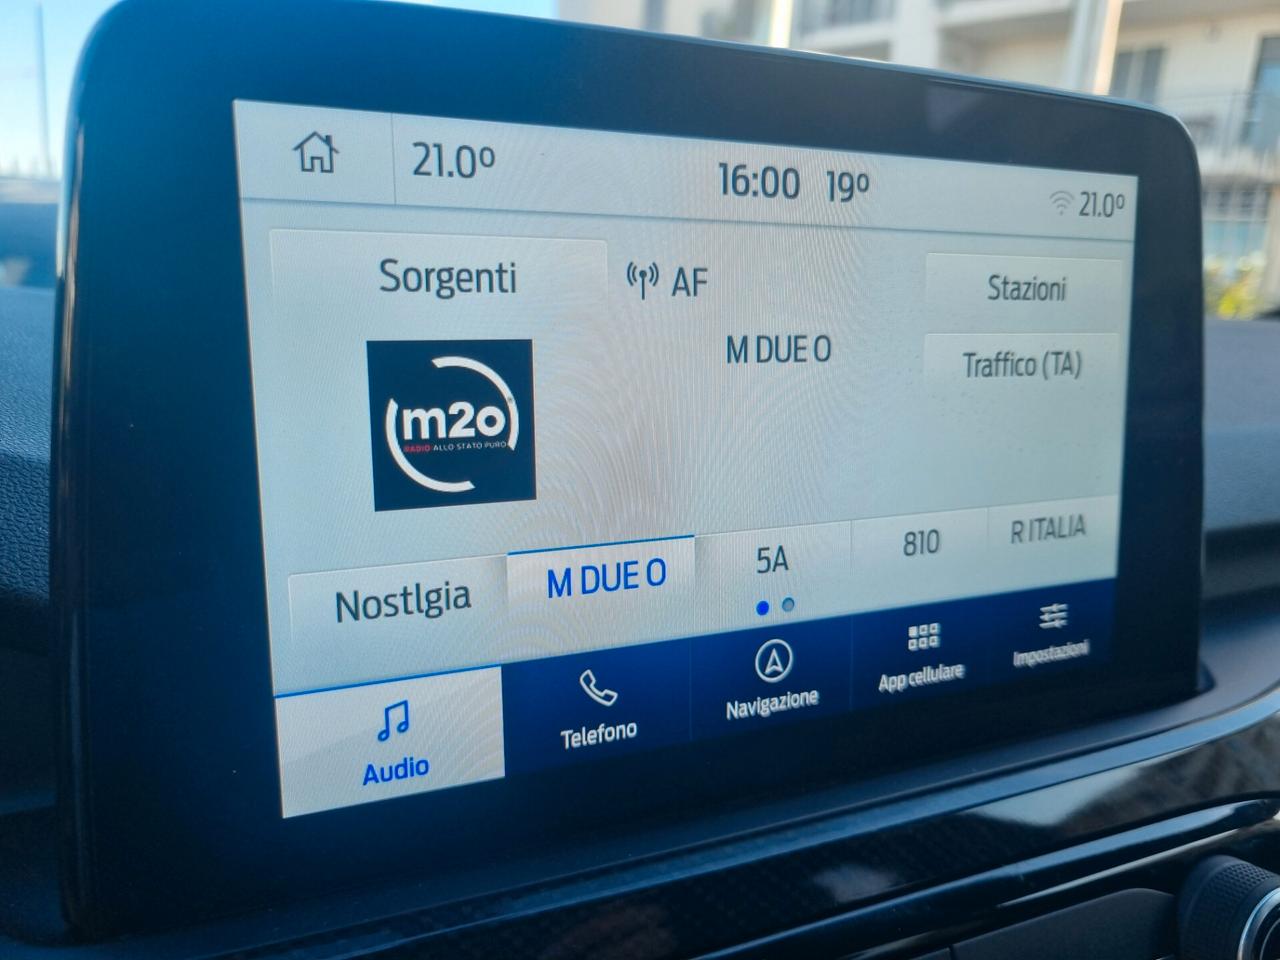 21.0°
16:00 19°
21.0°
Sorgenti
AF
Stazioni
M DUE O
Traffico (TA)
m2o
RADIO ALLO STATO PURO
Nostlgia
M DUE O
5A
810
R ITALIA
Audio
Telefono
Navigazione
App cellulare
Impostazioni